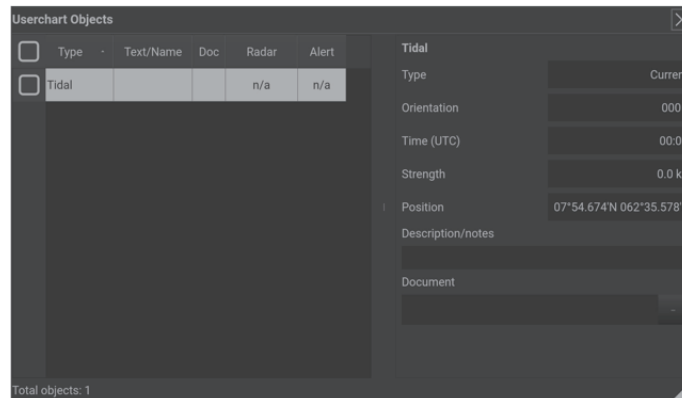 Userchart Objects
Type - Text/Name Doc Radar Alert
Tidal n/a n/a
Tidal
Type Curren
Orientation 000
Time (UTC) 00:0
Strength 0.0 k
Position 07°54.674'N 062°35.578'
Description/notes
Document
Total objects: 1